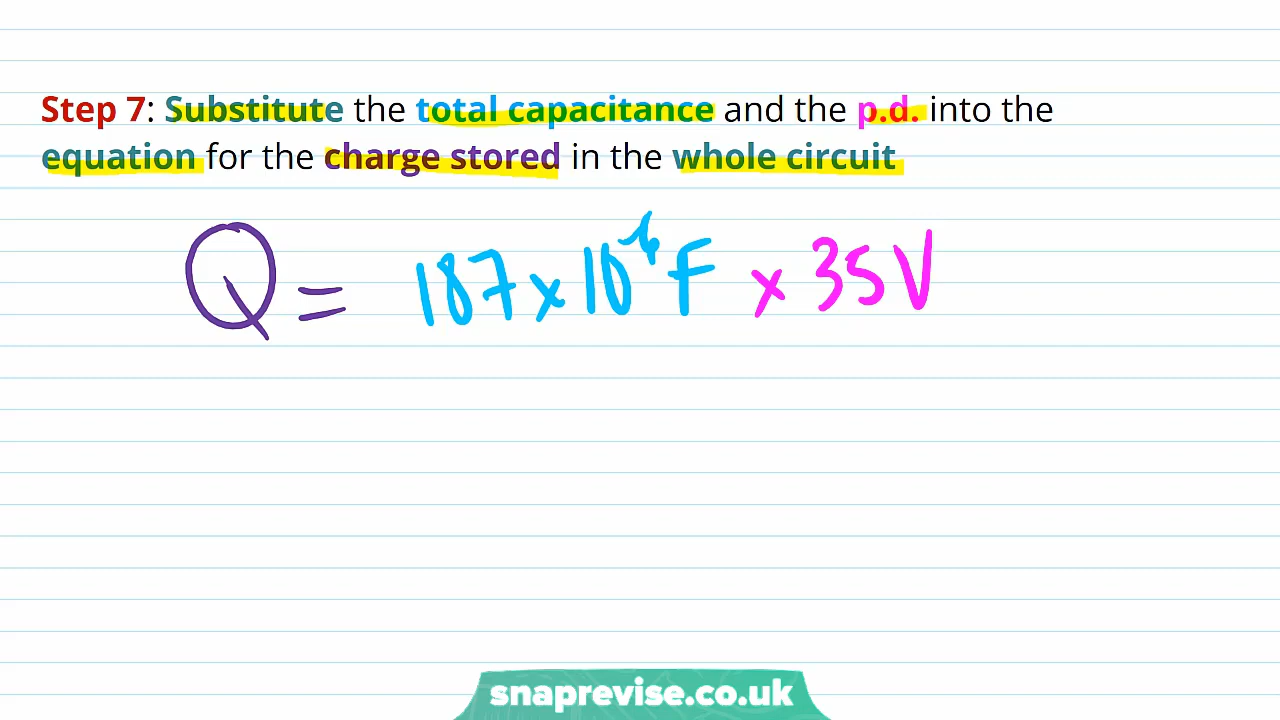 Step 7: Substitute the total capacitance and the p.d. into the
equation for the charge stored in the whole circuit
Q = 187 × 10⁻⁶ F × 35 V
snaprevise.co.uk